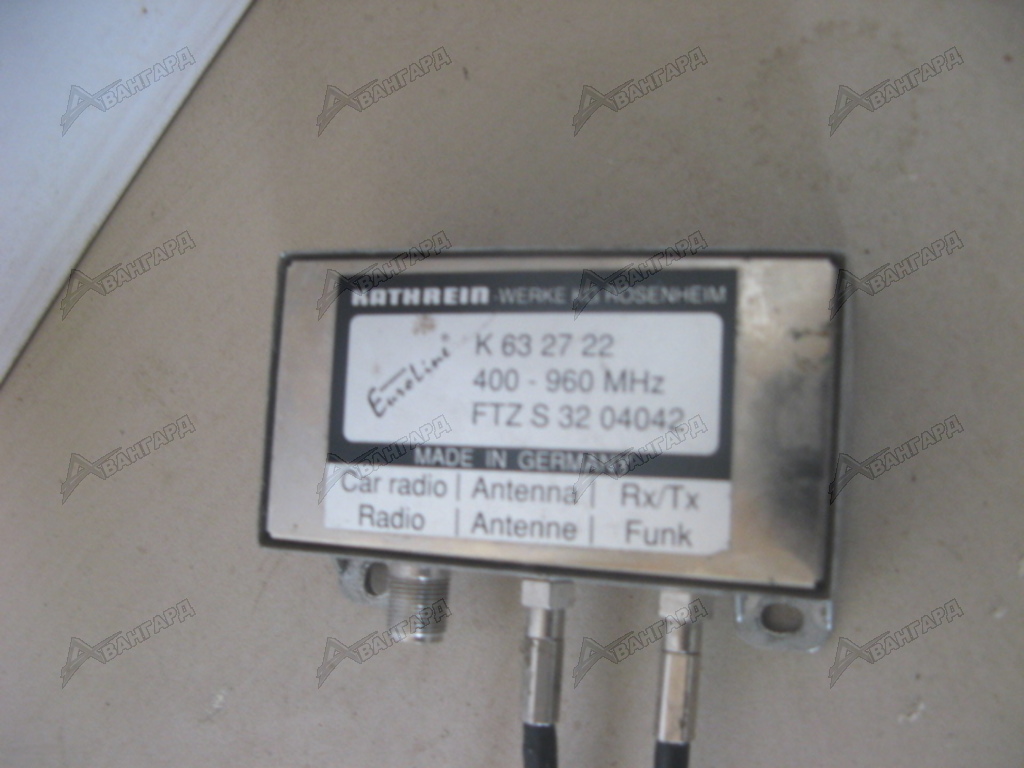 KATHREIN - WERKE KG ROSENHEIM
EuroLine
K 63 27 22
400 - 960 MHz
FTZ S 32 04042
MADE IN GERMANY
Car radio | Antenna | Rx/Tx
Radio | Antenne | Funk
АВАНГАРД